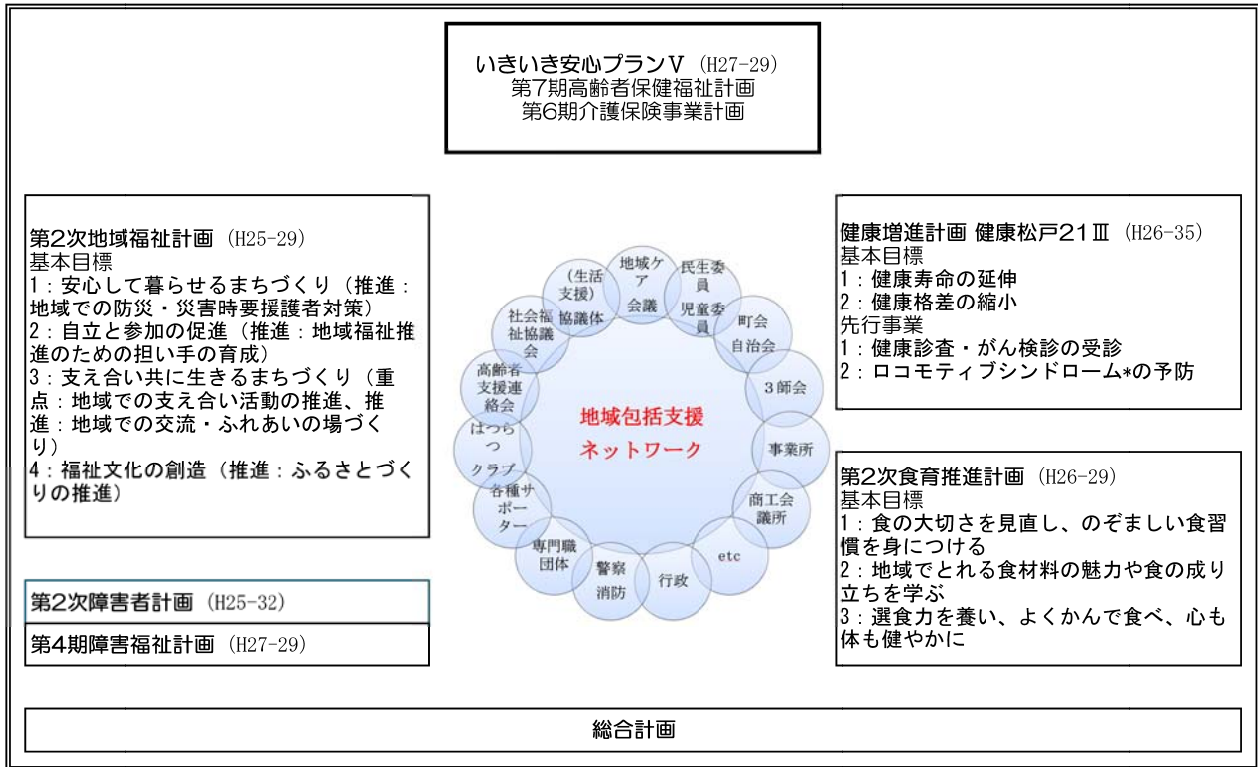 いきいき安心プランⅤ (H27-29)
第7期高齢者保健福祉計画
第6期介護保険事業計画
第2次地域福祉計画 (H25-29)
基本目標
1:安心して暮らせるまちづくり(推進:
地域での防災・災害時要援護者対策)
2:自立と参加の促進(推進:地域福祉推
進のための担い手の育成)
3:支え合い共に生きるまちづくり(重
点:地域での支え合い活動の推進、推
進:地域での交流・ふれあいの場づく
り)
4:福祉文化の創造(推進:ふるさとづく
りの推進)
第2次障害者計画 (H25-32)
第4期障害福祉計画 (H27-29)
地域包括支援
ネットワーク
地域ケ
ア
会議
民生委
員
児童委
員
町会
自治会
3師会
事業所
商工会
議所
etc
行政
警察
消防
専門職
団体
各種サ
ポー
ター
はつら
つ
クラブ
高齢者
支援連
絡会
社会福
祉協議
会
(生活
支援)
協議体
健康増進計画 健康松戸21Ⅲ (H26-35)
基本目標
1:健康寿命の延伸
2:健康格差の縮小
先行事業
1:健康診査・がん検診の受診
2:ロコモティブシンドローム*の予防
第2次食育推進計画 (H26-29)
基本目標
1:食の大切さを見直し、のぞましい食習
慣を身につける
2:地域でとれる食材料の魅力や食の成り
立ちを学ぶ
3:選食力を養い、よくかんで食べ、心も
体も健やかに
総合計画